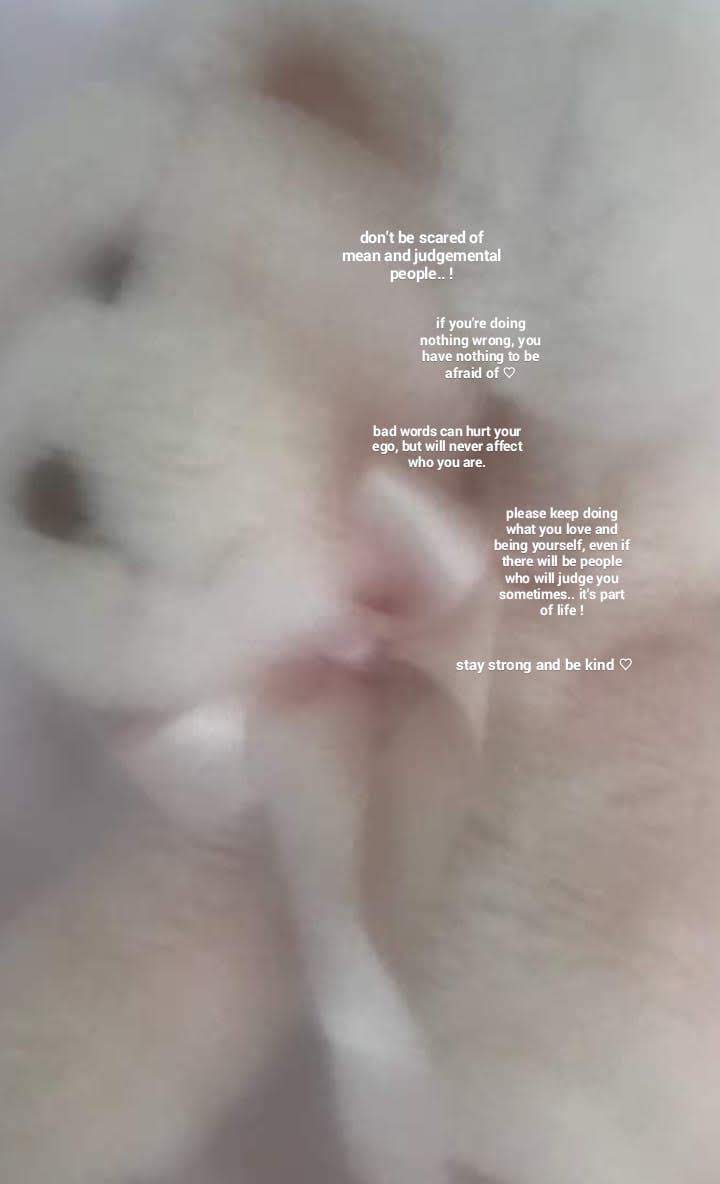 don't be scared of
mean and judgemental
people.. !
if you're doing
nothing wrong, you
have nothing to be
afraid of ♡
bad words can hurt your
ego, but will never affect
who you are.
please keep doing
what you love and
being yourself, even if
there will be people
who will judge you
sometimes.. it's part
of life !
stay strong and be kind ♡